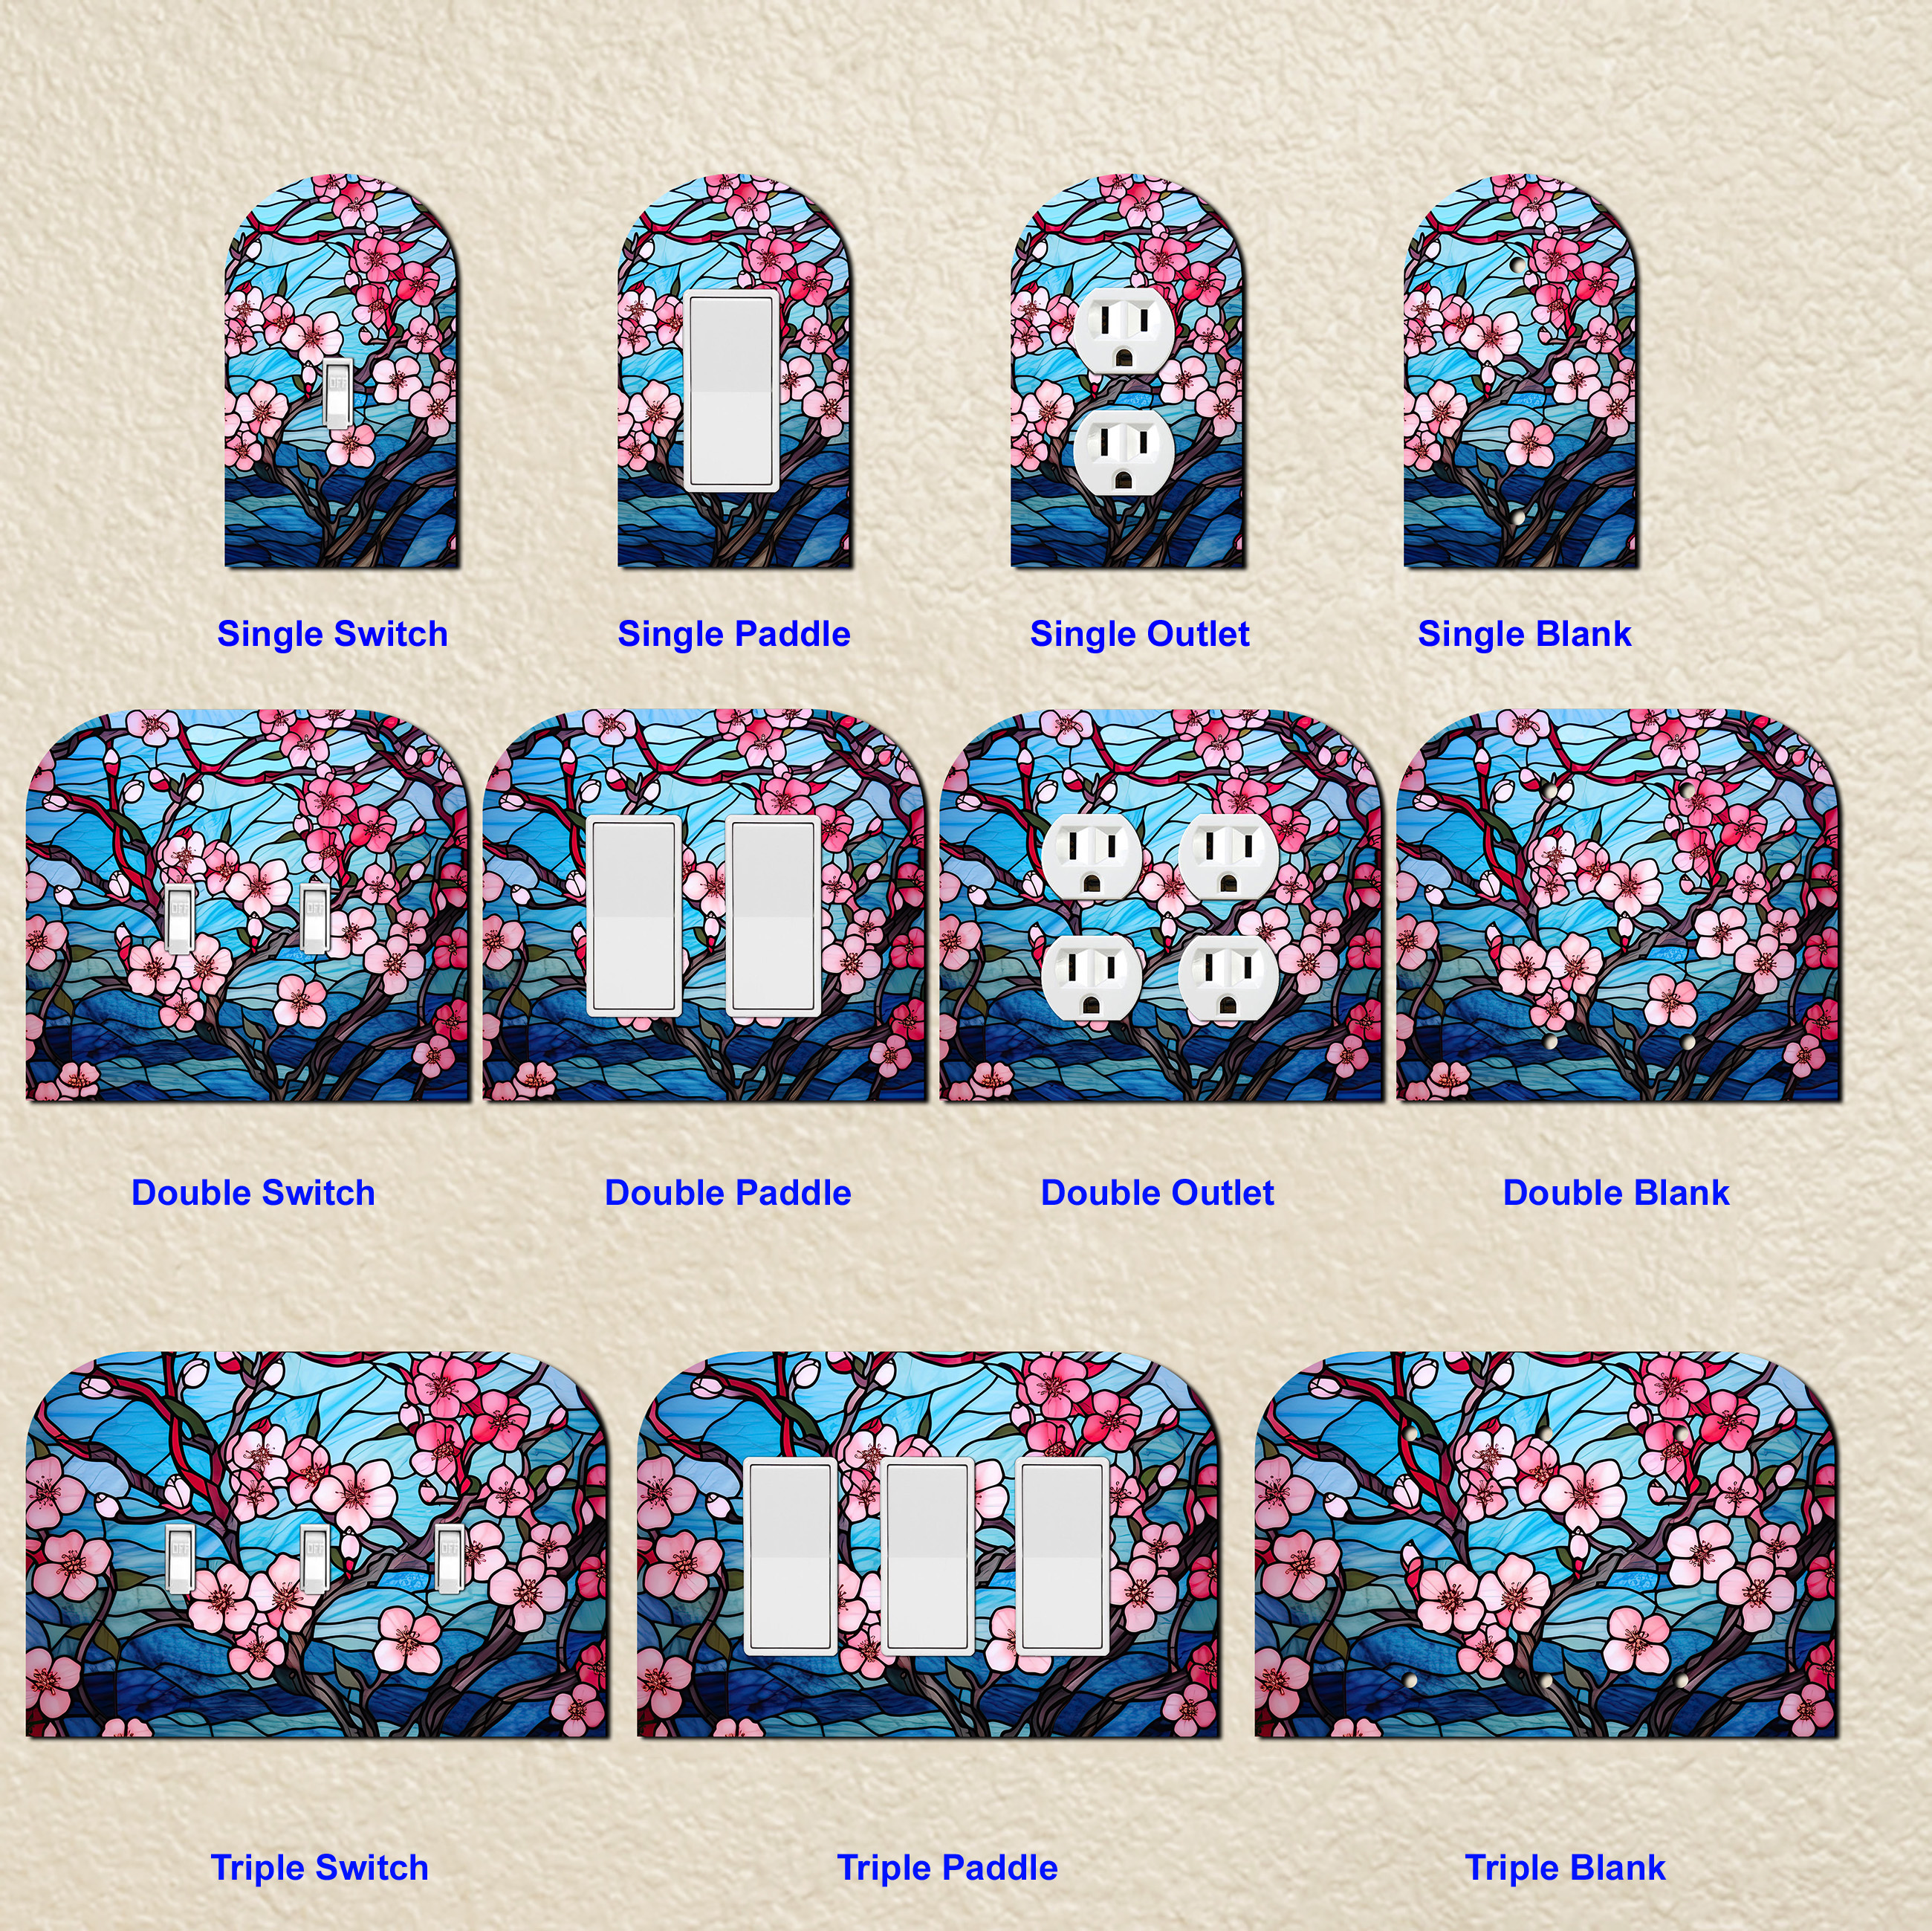 OFF
Single Switch
Single Paddle
Single Outlet
Single Blank
OFF
OFF
Double Switch
Double Paddle
Double Outlet
Double Blank
OFF
OFF
OFF
Triple Switch
Triple Paddle
Triple Blank